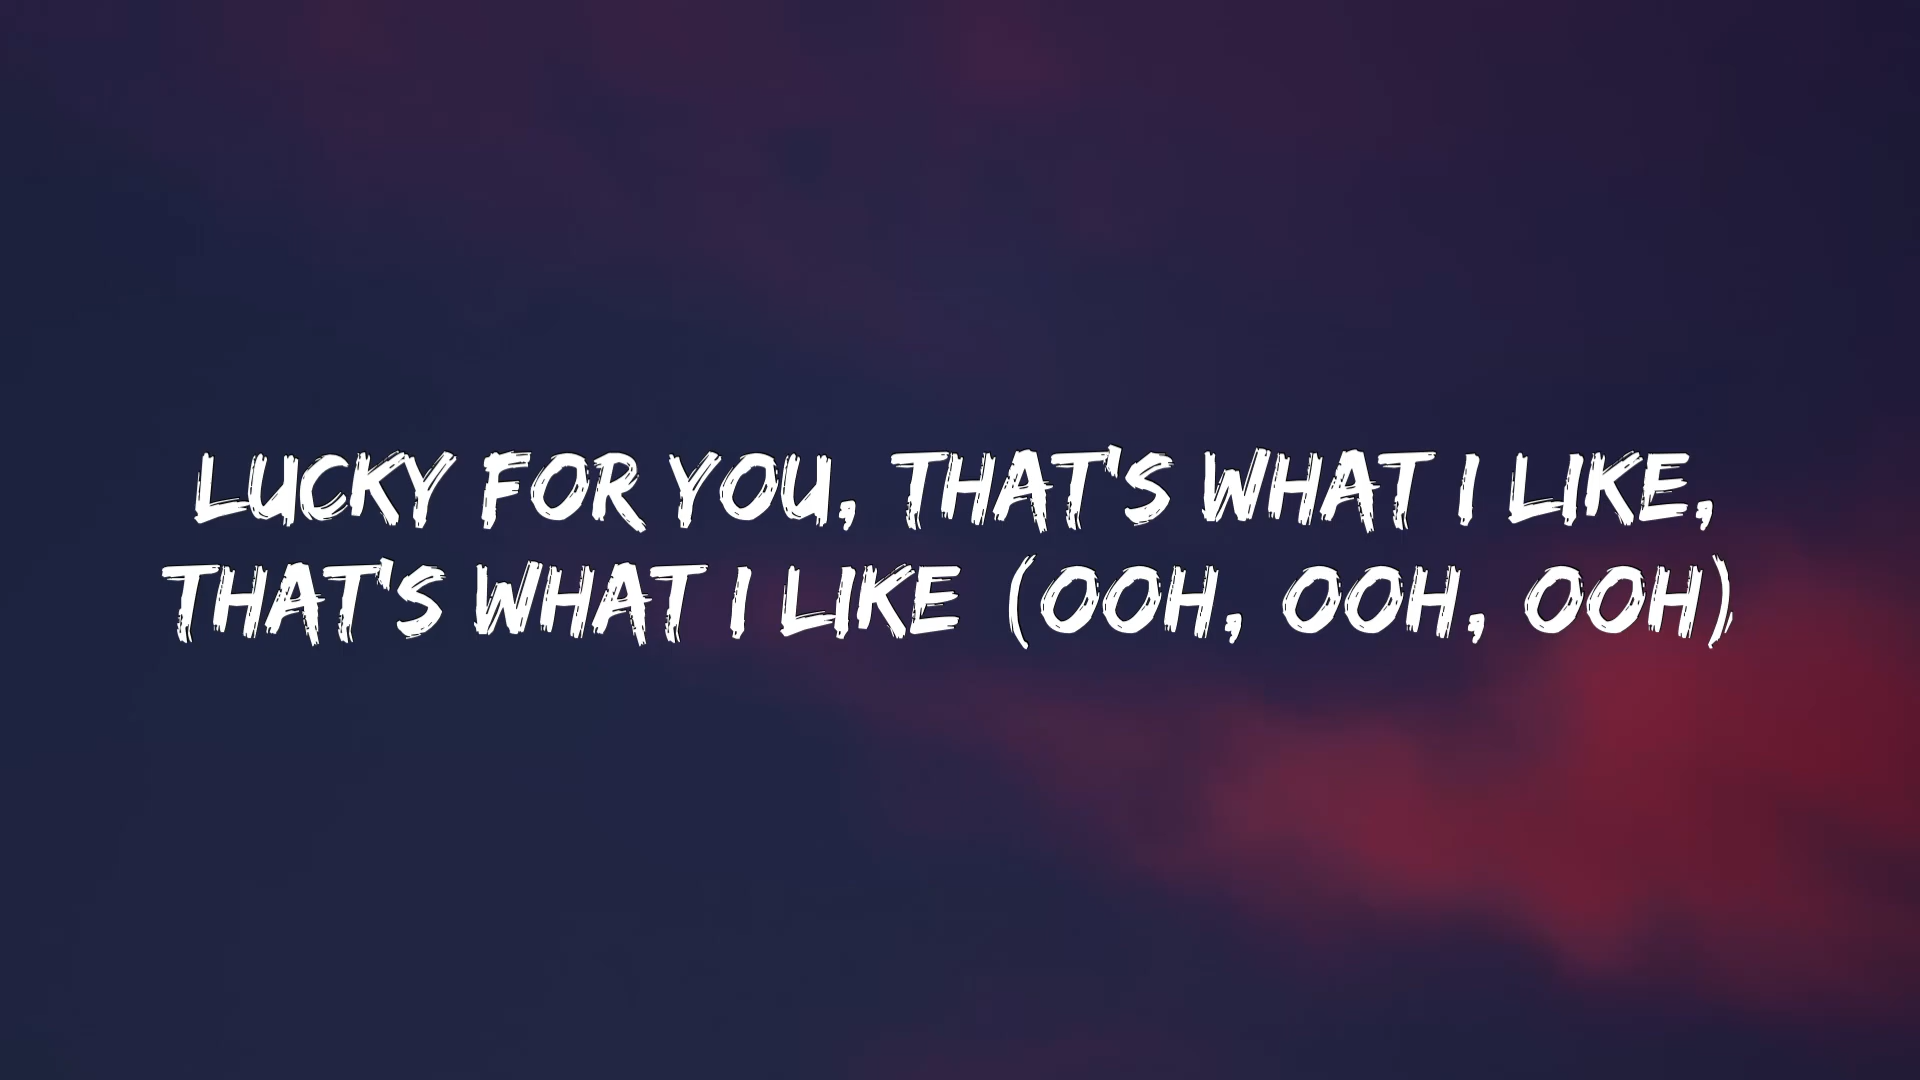 LUCKY FOR YOU, THAT'S WHAT I LIKE,
THAT'S WHAT I LIKE (OOH, OOH, OOH)